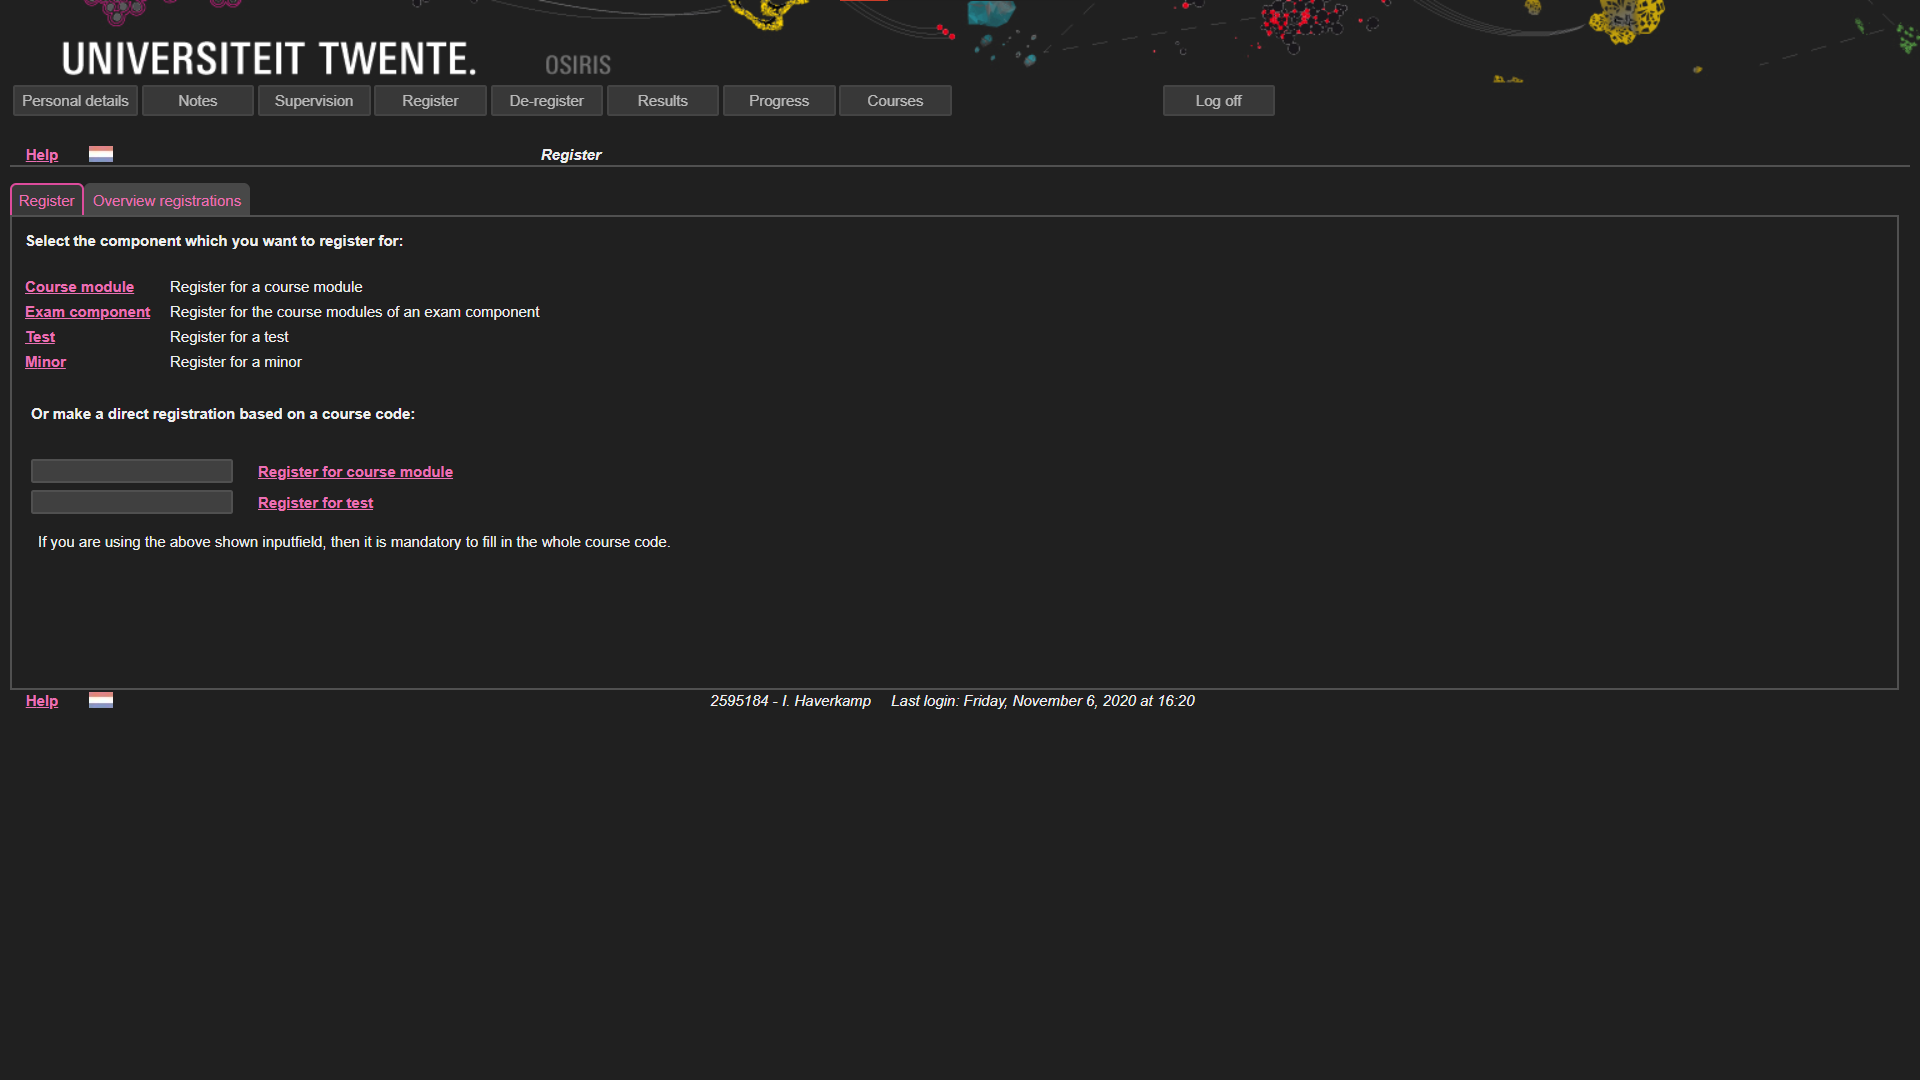 UNIVERSITEIT TWENTE. OSIRIS
Personal details Notes Supervision Register De-register Results Progress Courses Log off
Help Register
Register Overview registrations
Select the component which you want to register for:
Course module Register for a course module
Exam component Register for the course modules of an exam component
Test Register for a test
Minor Register for a minor
Or make a direct registration based on a course code:
Register for course module
Register for test
If you are using the above shown inputfield, then it is mandatory to fill in the whole course code.
Help 2595184 - I. Haverkamp Last login: Friday, November 6, 2020 at 16:20